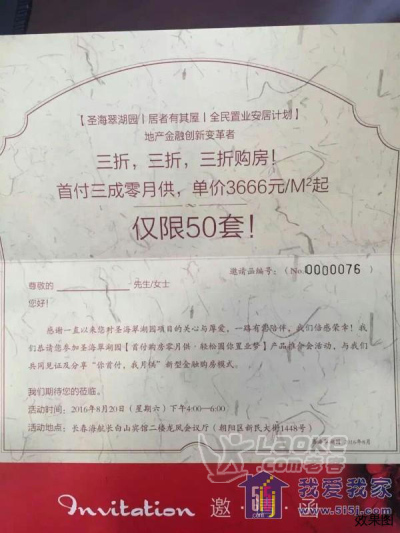 【圣海翠湖园|居者有其屋|全民置业安居计划】
地产金融创新变革者
三折，三折，三折购房！
首付三成零月供，单价3666元/M²起
~
仅限50套！
邀请函编号：（No.0000076）
尊敬的 先生/女士
您好！
感谢一直以来您对圣海翠湖园项目的关心与厚爱，一路有您陪伴，我们倍感荣幸！我
们恭请您参加圣海翠湖园【首付购房零月供·轻松圆你置业梦】产品推介会活动，与我们
共同见证及分享“你首付，我月供”新型金融购房模式。
我们期待您的莅临。
活动时间：2016年8月20日（星期六）下午4:00-6:00
活动地点：长春海航长白山宾馆二楼龙凤会议厅（朝阳区新民大街1448号）
Invitation 邀 函
我爱我家
5i5j.com
效果图